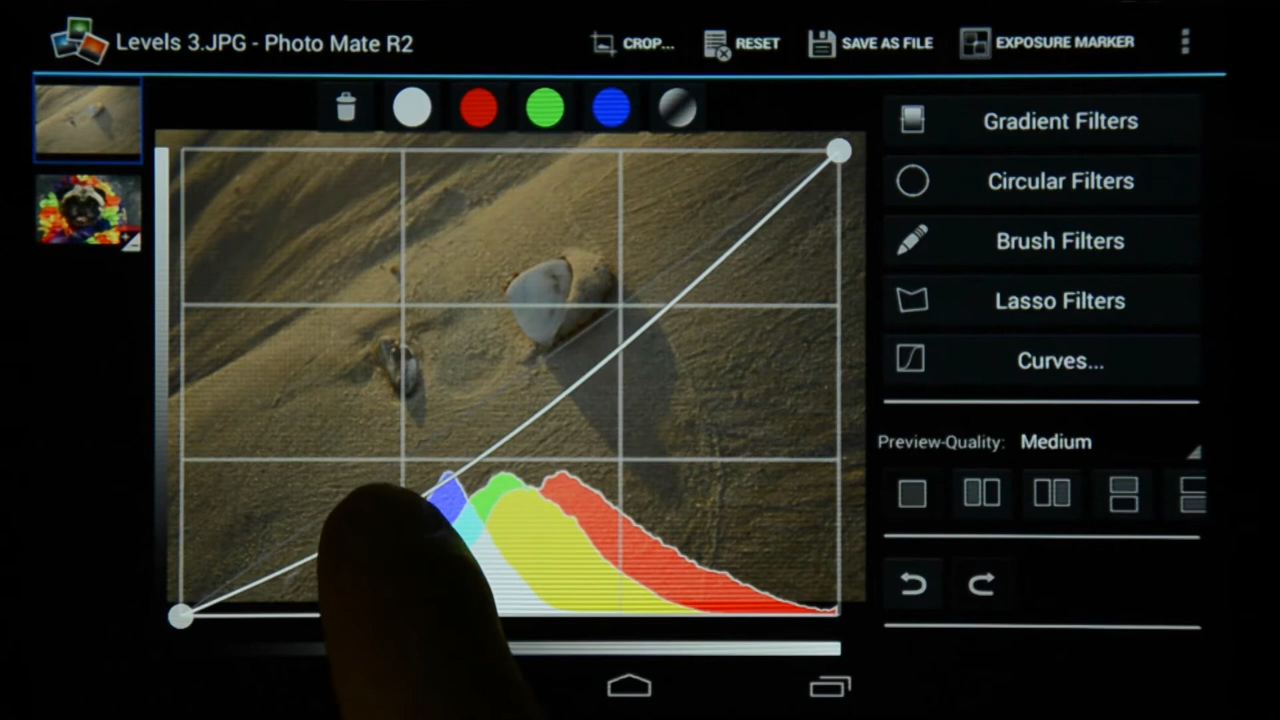 Levels 3.JPG - Photo Mate R2
CROP...
RESET
SAVE AS FILE
EXPOSURE MARKER
Gradient Filters
Circular Filters
Brush Filters
Lasso Filters
Curves...
Preview-Quality: Medium